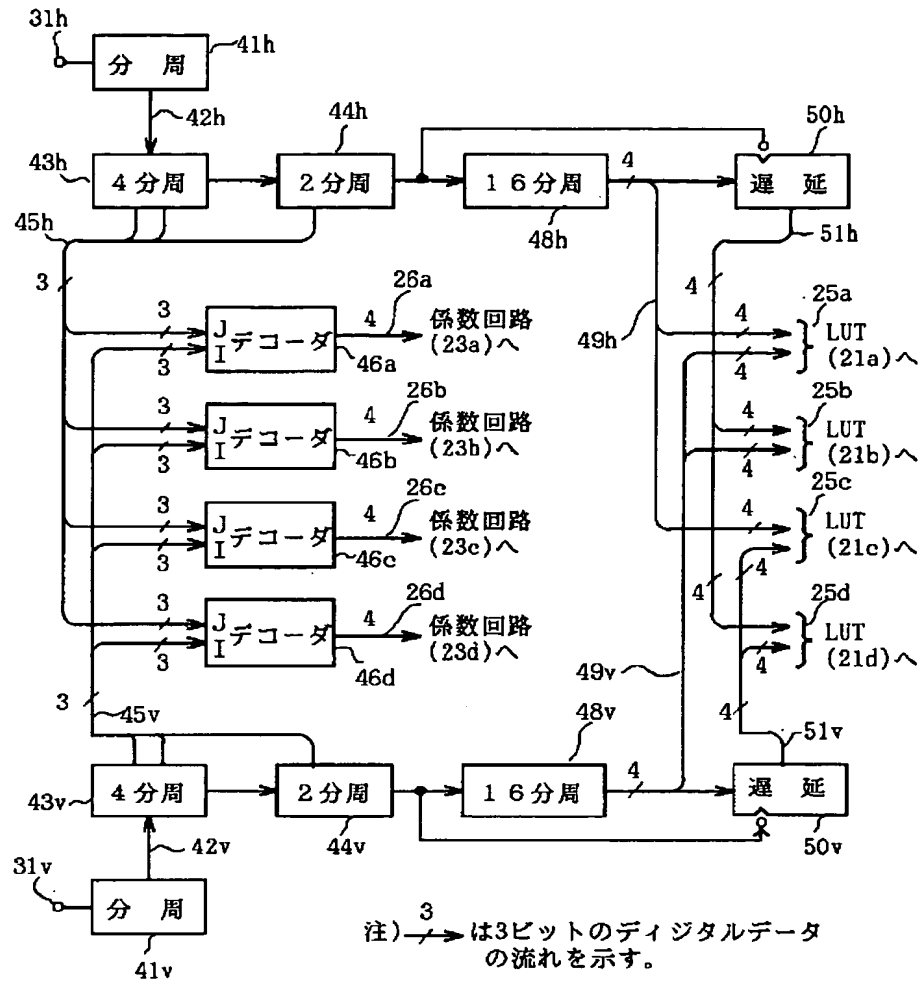 31h
41h
分 周
42h
44h
50h
43h
4分周
2分周
16分周
4
遅 延
45h
48h
51h
3
4
26a
25a
3
J
I
デコーダ
4
係数回路
(23a)へ
49h
4
LUT
(21a)へ
3
46a
4
26b
25b
3
J
I
デコーダ
4
係数回路
(23h)へ
4
LUT
(21b)へ
3
46b
4
26c
25c
3
J
I
デコーダ
4
係数回路
(23c)へ
4
LUT
(21c)へ
3
46c
4
4
26d
25d
3
J
I
デコーダ
4
係数回路
(23d)へ
LUT
(21d)へ
3
46d
4
49v
3
45v
48v
4
51v
43v
4分周
2分周
16分周
4
遅 延
42v
44v
50v
31v
分 周
41v
注) 3 は3ビットのディジタルデータ
の流れを示す。